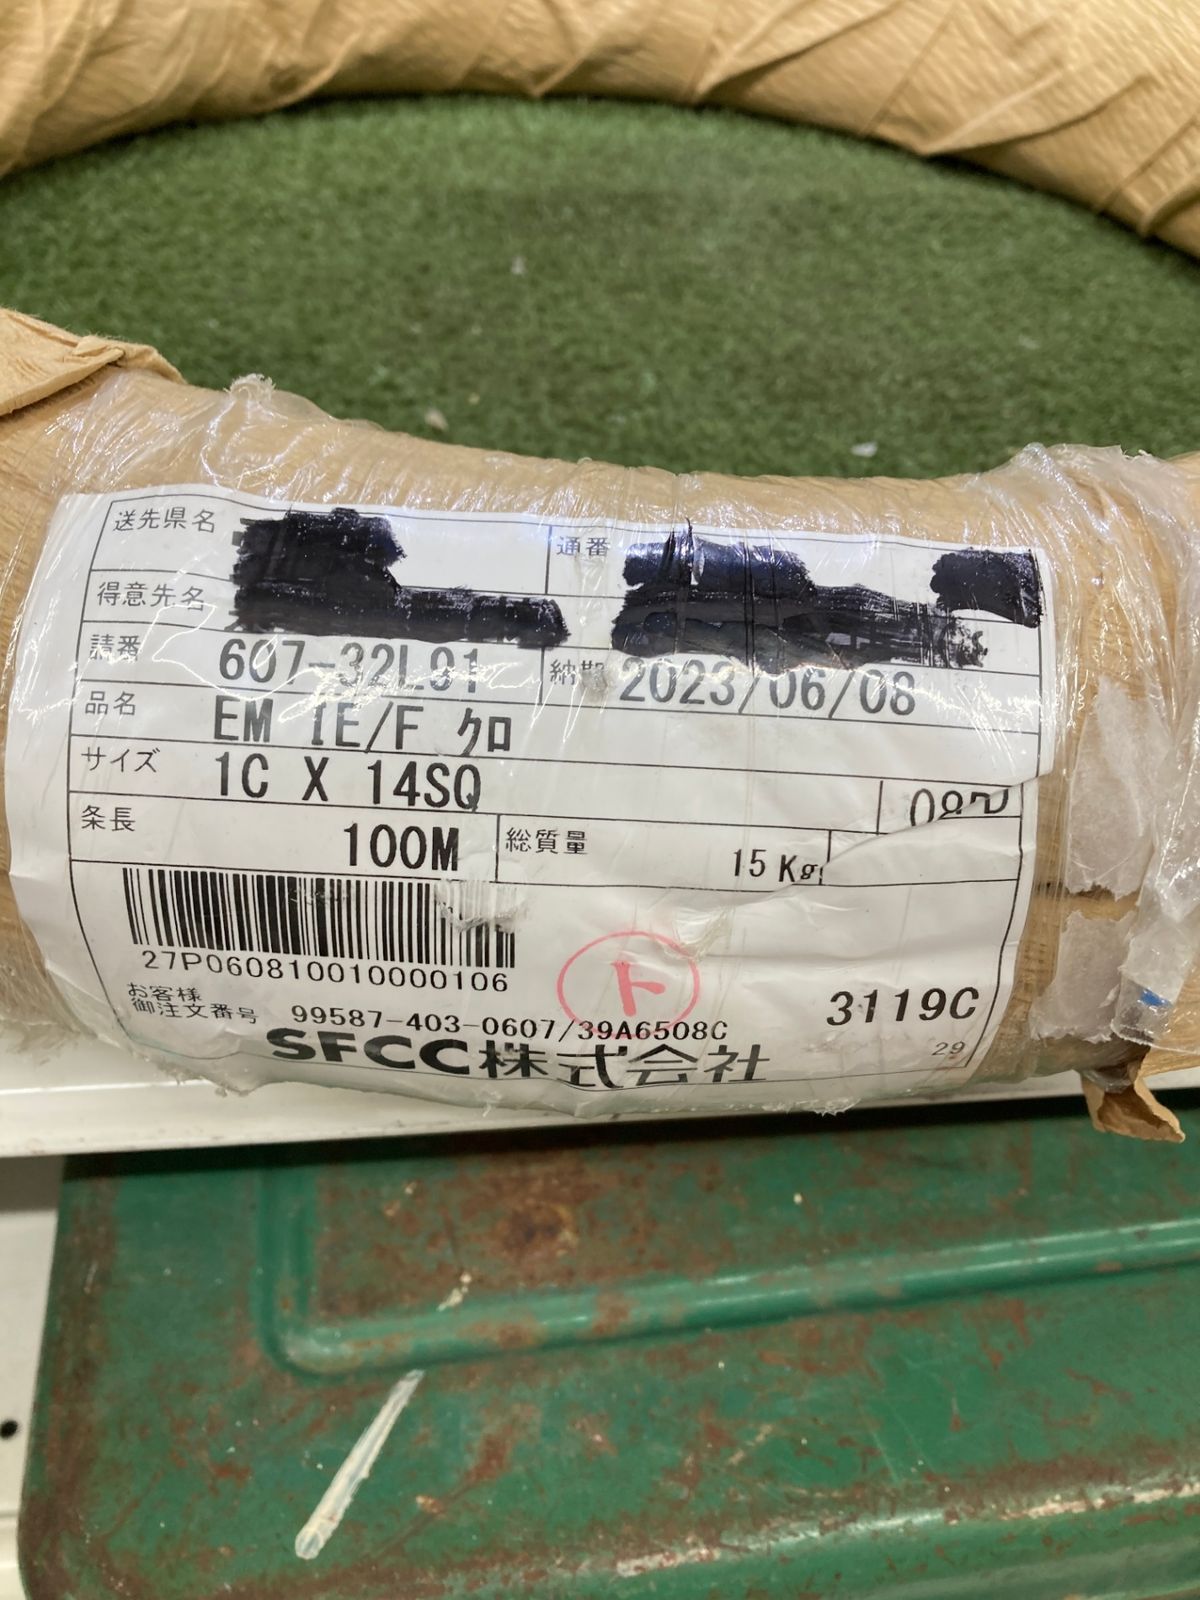 送先県名
通番
得意先名
請番 607-32L91 納期 2023/06/08
品名 EM IE/F クロ
サイズ 1C X 14SQ
条長 100M 総質量 15 Kg
27P060810010000106
ト
お客様
御注文番号 99587-403-0607/39A6508C
3119C
SFCC株式会社
29